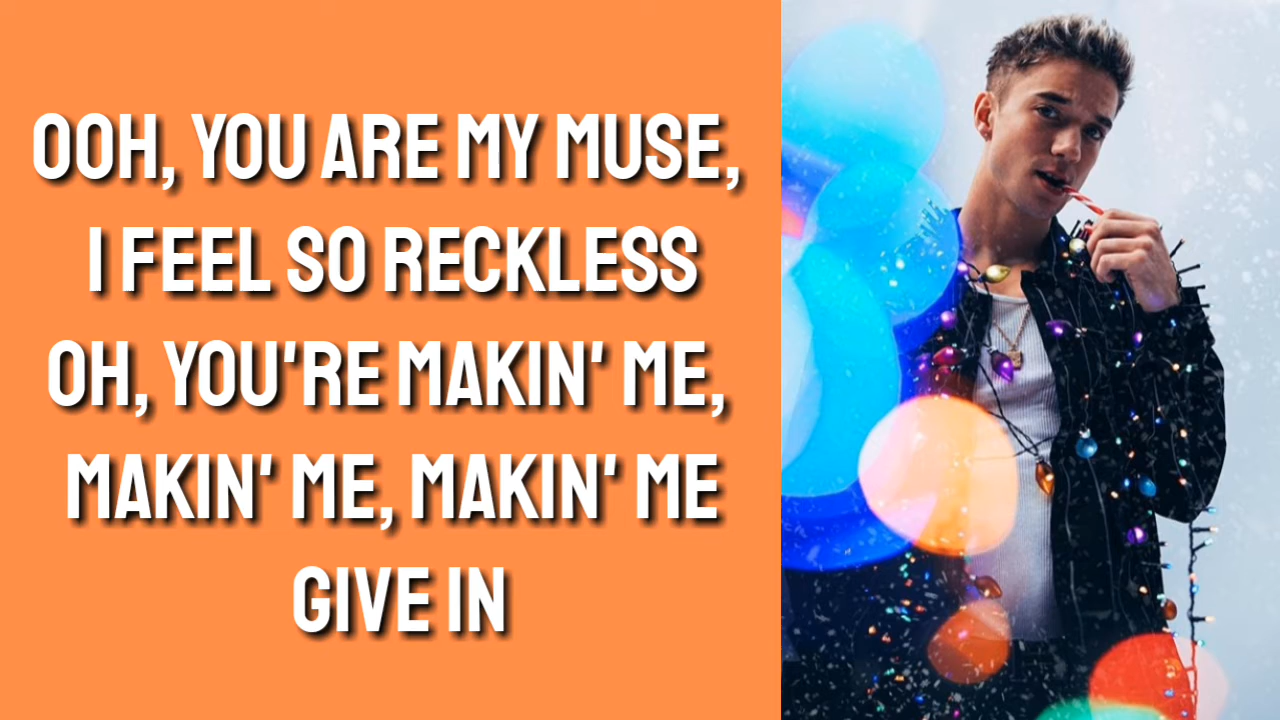 OOH, YOU ARE MY MUSE,
I FEEL SO RECKLESS
OH, YOU'RE MAKIN' ME,
MAKIN' ME, MAKIN' ME
GIVE IN